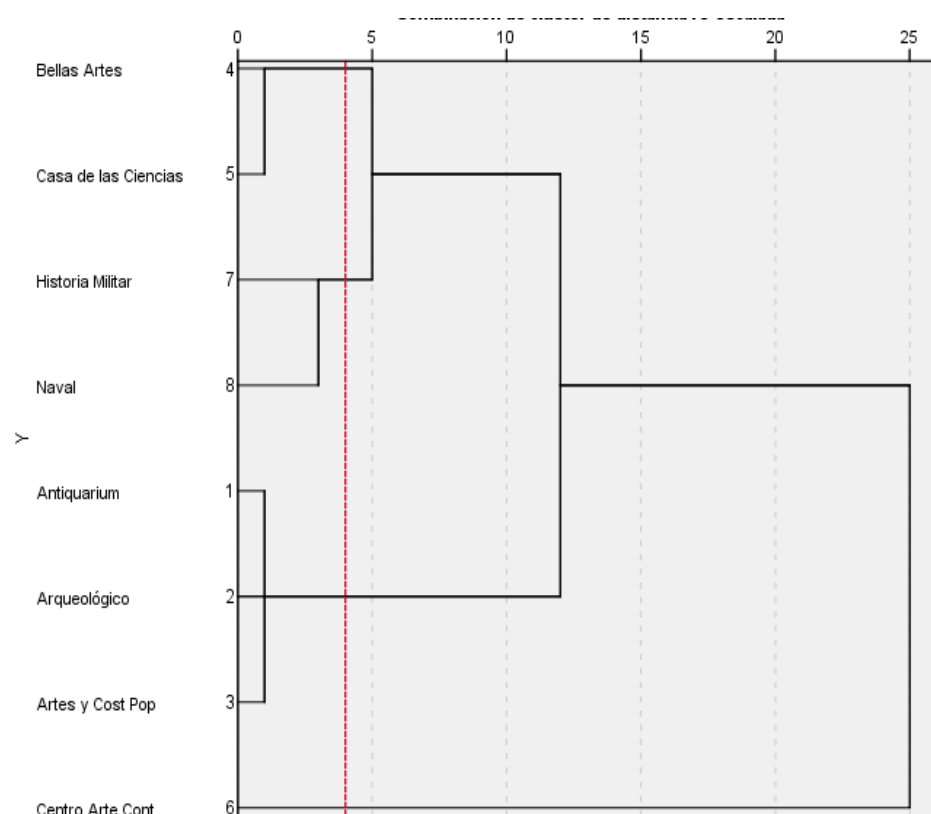 0 5 10 15 20 25
Bellas Artes 4
Casa de las Ciencias 5
Historia Militar 7
Naval 8
Y
Antiquarium 1
Arqueológico 2
Artes y Cost Pop 3
Centro Arte Cont 6